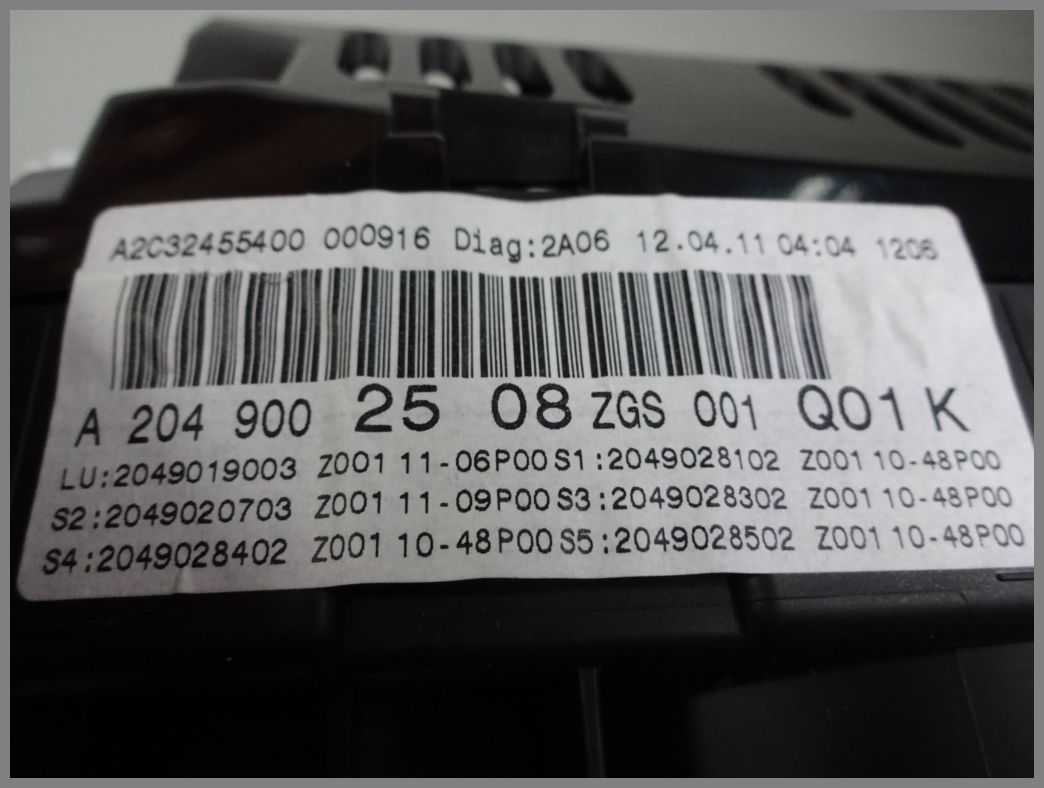 A2C32455400 000916 Diag:2A06 12.04.11 04:04 1206
A 204 900 25 08 ZGS 001 Q01 K
LU:2049019003 Z001 11-06P00 S1:2049028102 Z001 10-48P00
S2:2049020703 Z001 11-09P00 S3:2049028302 Z001 10-48P00
S4:2049028402 Z001 10-48P00 S5:2049028502 Z001 10-48P00